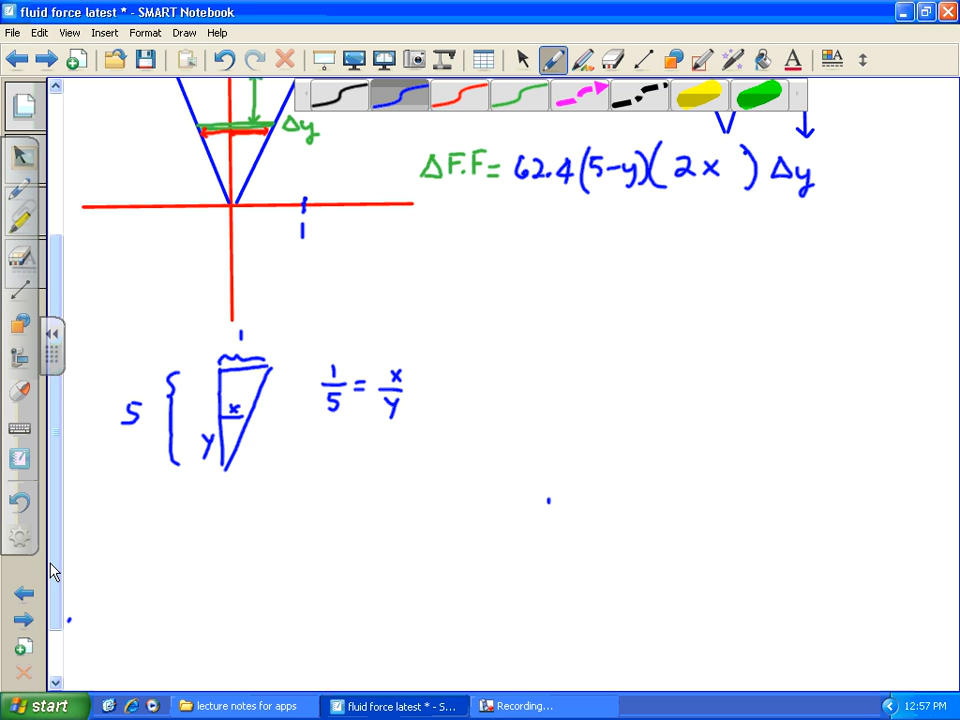 fluid force latest * - SMART Notebook
File Edit View Insert Format Draw Help
Δy
ΔF.F= 62.4(5-y)(2x) Δy
1
1
5
x
y
1/5 = x/y
start
lecture notes for apps
fluid force latest * - S...
Recording...
12:57 PM